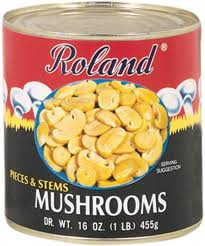 Roland®
SERVING
SUGGESTION
PIECES & STEMS
MUSHROOMS
DR. WT. 16 OZ. (1 LB.) 455g